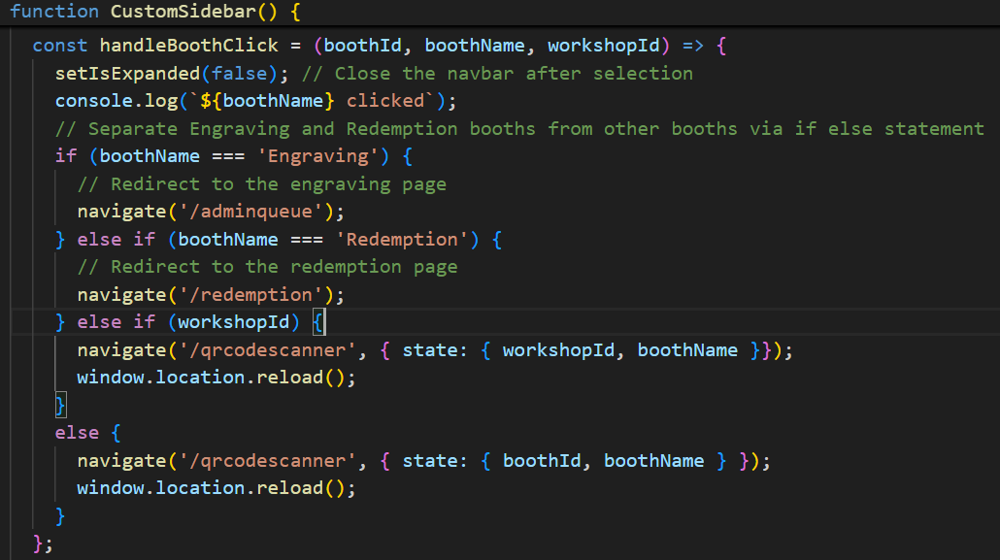 function CustomSidebar() {
const handleBoothClick = (boothId, boothName, workshopId) => {
setIsExpanded(false); // Close the navbar after selection
console.log(`${boothName} clicked`);
// Separate Engraving and Redemption booths from other booths via if else statement
if (boothName === 'Engraving') {
// Redirect to the engraving page
navigate('/adminqueue');
} else if (boothName === 'Redemption') {
// Redirect to the redemption page
navigate('/redemption');
} else if (workshopId) {
navigate('/qrcodescanner', { state: { workshopId, boothName }});
window.location.reload();
}
else {
navigate('/qrcodescanner', { state: { boothId, boothName } });
window.location.reload();
}
};